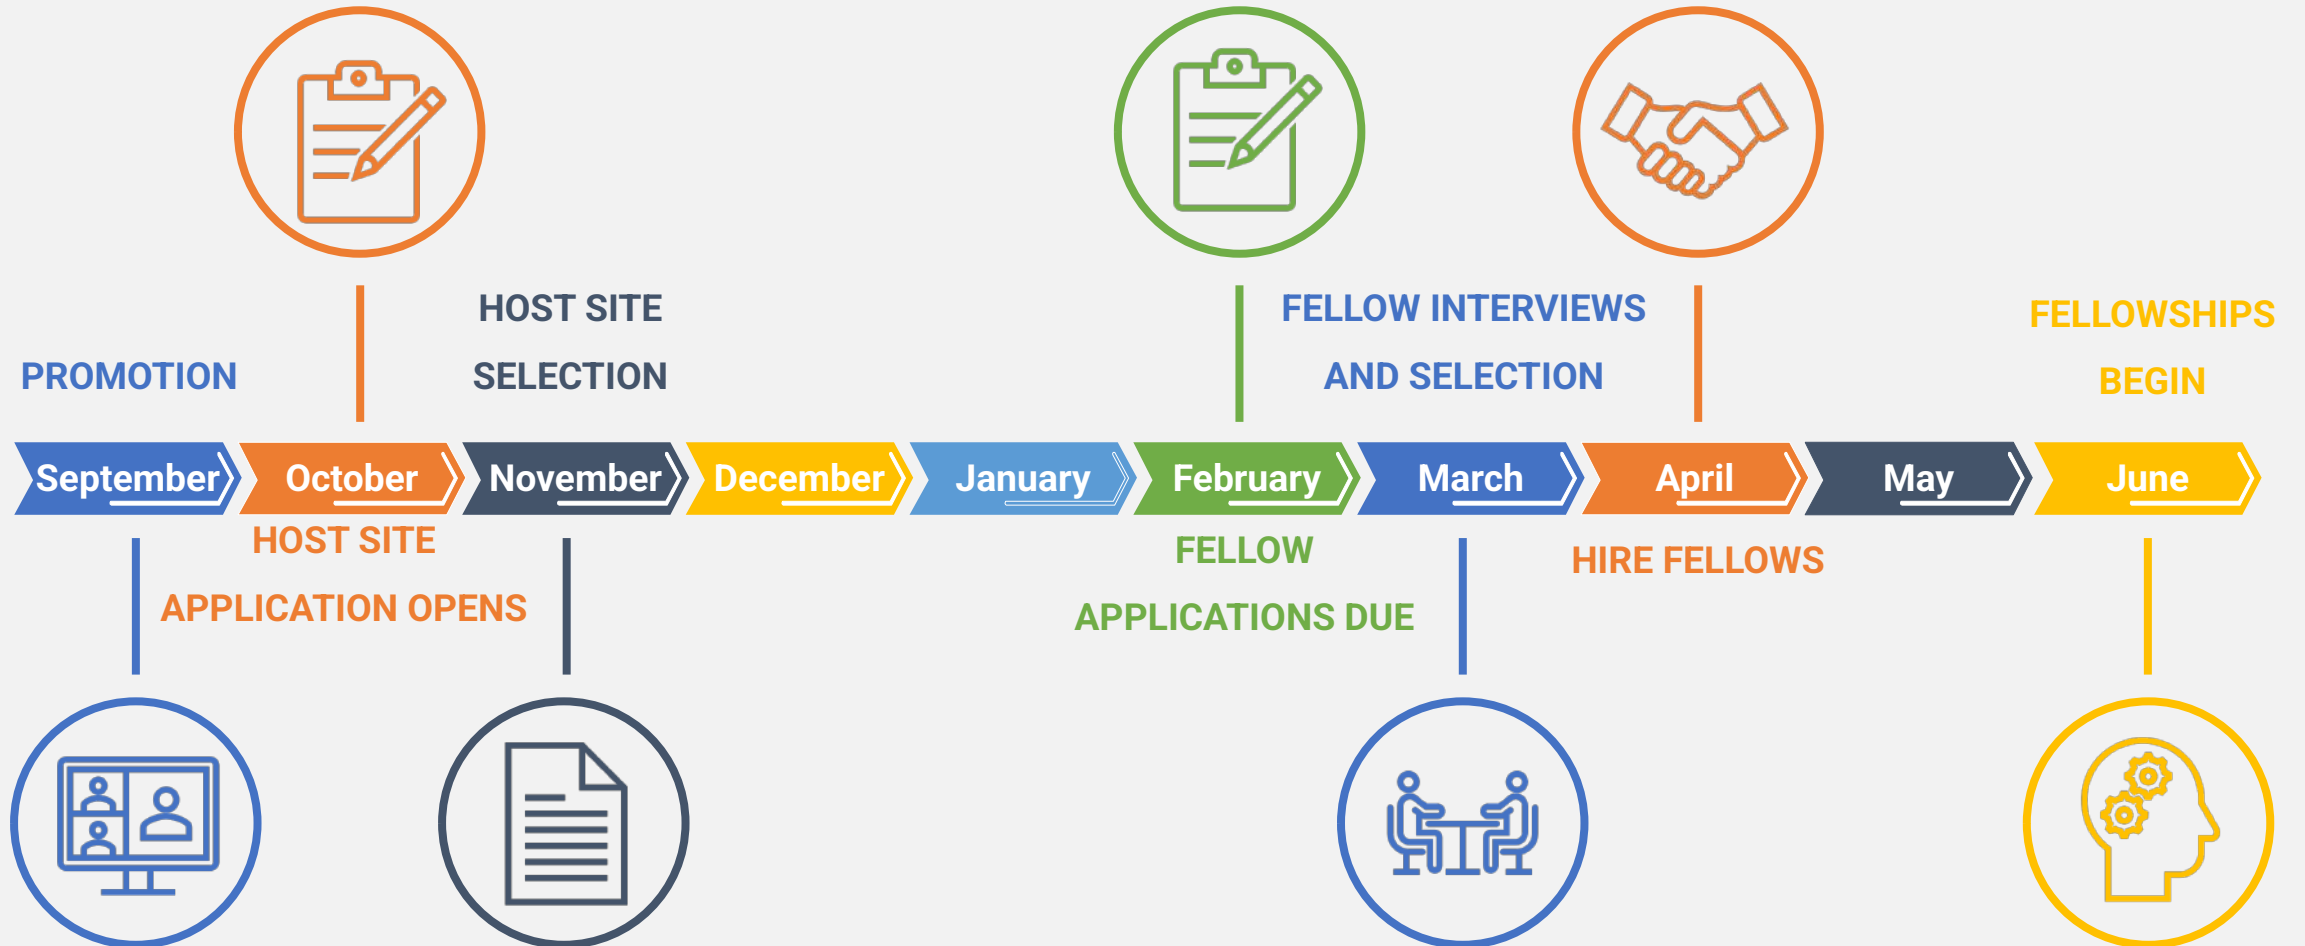 HOST SITE
SELECTION
FELLOW INTERVIEWS
AND SELECTION
FELLOWSHIPS
BEGIN
PROMOTION
September
October
November
December
January
February
March
April
May
June
HOST SITE
APPLICATION OPENS
FELLOW
APPLICATIONS DUE
HIRE FELLOWS